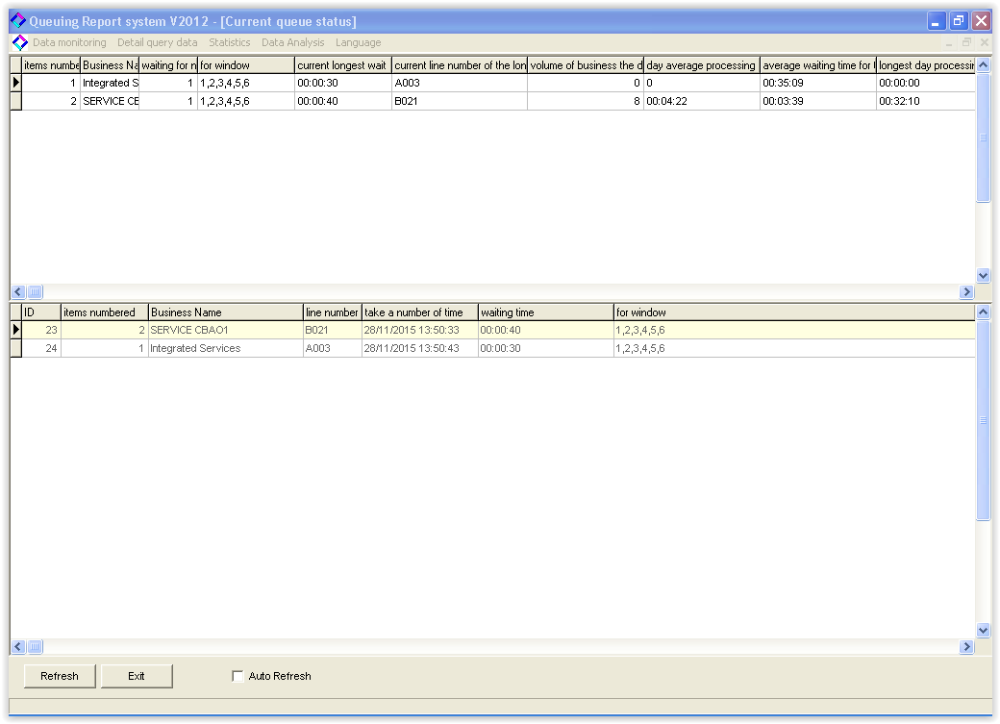 Queuing Report system V2012 - [Current queue status]
Data monitoring Detail query data Statistics Data Analysis Language
items numbe Business Na waiting for n for window current longest wait current line number of the lon volume of business the d day average processing average waiting time for longest day processin
1 Integrated S 1 1,2,3,4,5,6 00:00:30 A003 0 0 00:35:09 00:00:00
2 SERVICE CB 1 1,2,3,4,5,6 00:00:40 B021 8 00:04:22 00:03:39 00:32:10
ID items numbered Business Name line number take a number of time waiting time for window
23 2 SERVICE CBAO1 B021 28/11/2015 13:50:33 00:00:40 1,2,3,4,5,6
24 1 Integrated Services A003 28/11/2015 13:50:43 00:00:30 1,2,3,4,5,6
Refresh Exit Auto Refresh